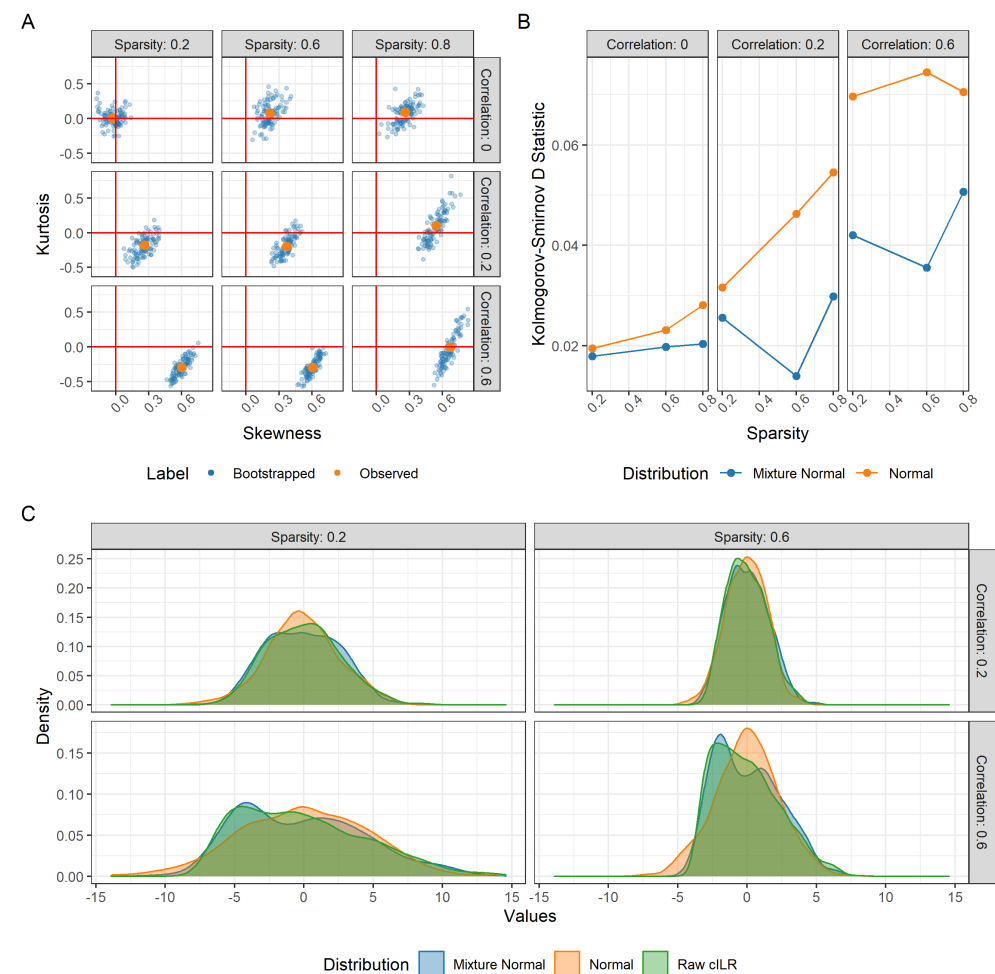 A
Sparsity: 0.2 Sparsity: 0.6 Sparsity: 0.8
Correlation: 0
Correlation: 0.2
Correlation: 0.6
Kurtosis
0.5
0.0
-0.5
0.5
0.0
-0.5
0.5
0.0
-0.5
0.0 0.3 0.6 0.0 0.3 0.6 0.0 0.3 0.6
Skewness
Label Bootstrapped Observed
B
Correlation: 0 Correlation: 0.2 Correlation: 0.6
Kolmogorov-Smirnov D Statistic
0.06
0.04
0.02
0.2 0.4 0.6 0.8 0.2 0.4 0.6 0.8 0.2 0.4 0.6 0.8
Sparsity
Distribution Mixture Normal Normal
C
Sparsity: 0.2 Sparsity: 0.6
Correlation: 0.2
Correlation: 0.6
Density
0.25
0.20
0.15
0.10
0.05
0.00
0.15
0.10
0.05
0.00
-15 -10 -5 0 5 10 15 -15 -10 -5 0 5 10 15
Values
Distribution Mixture Normal Normal Raw cILR